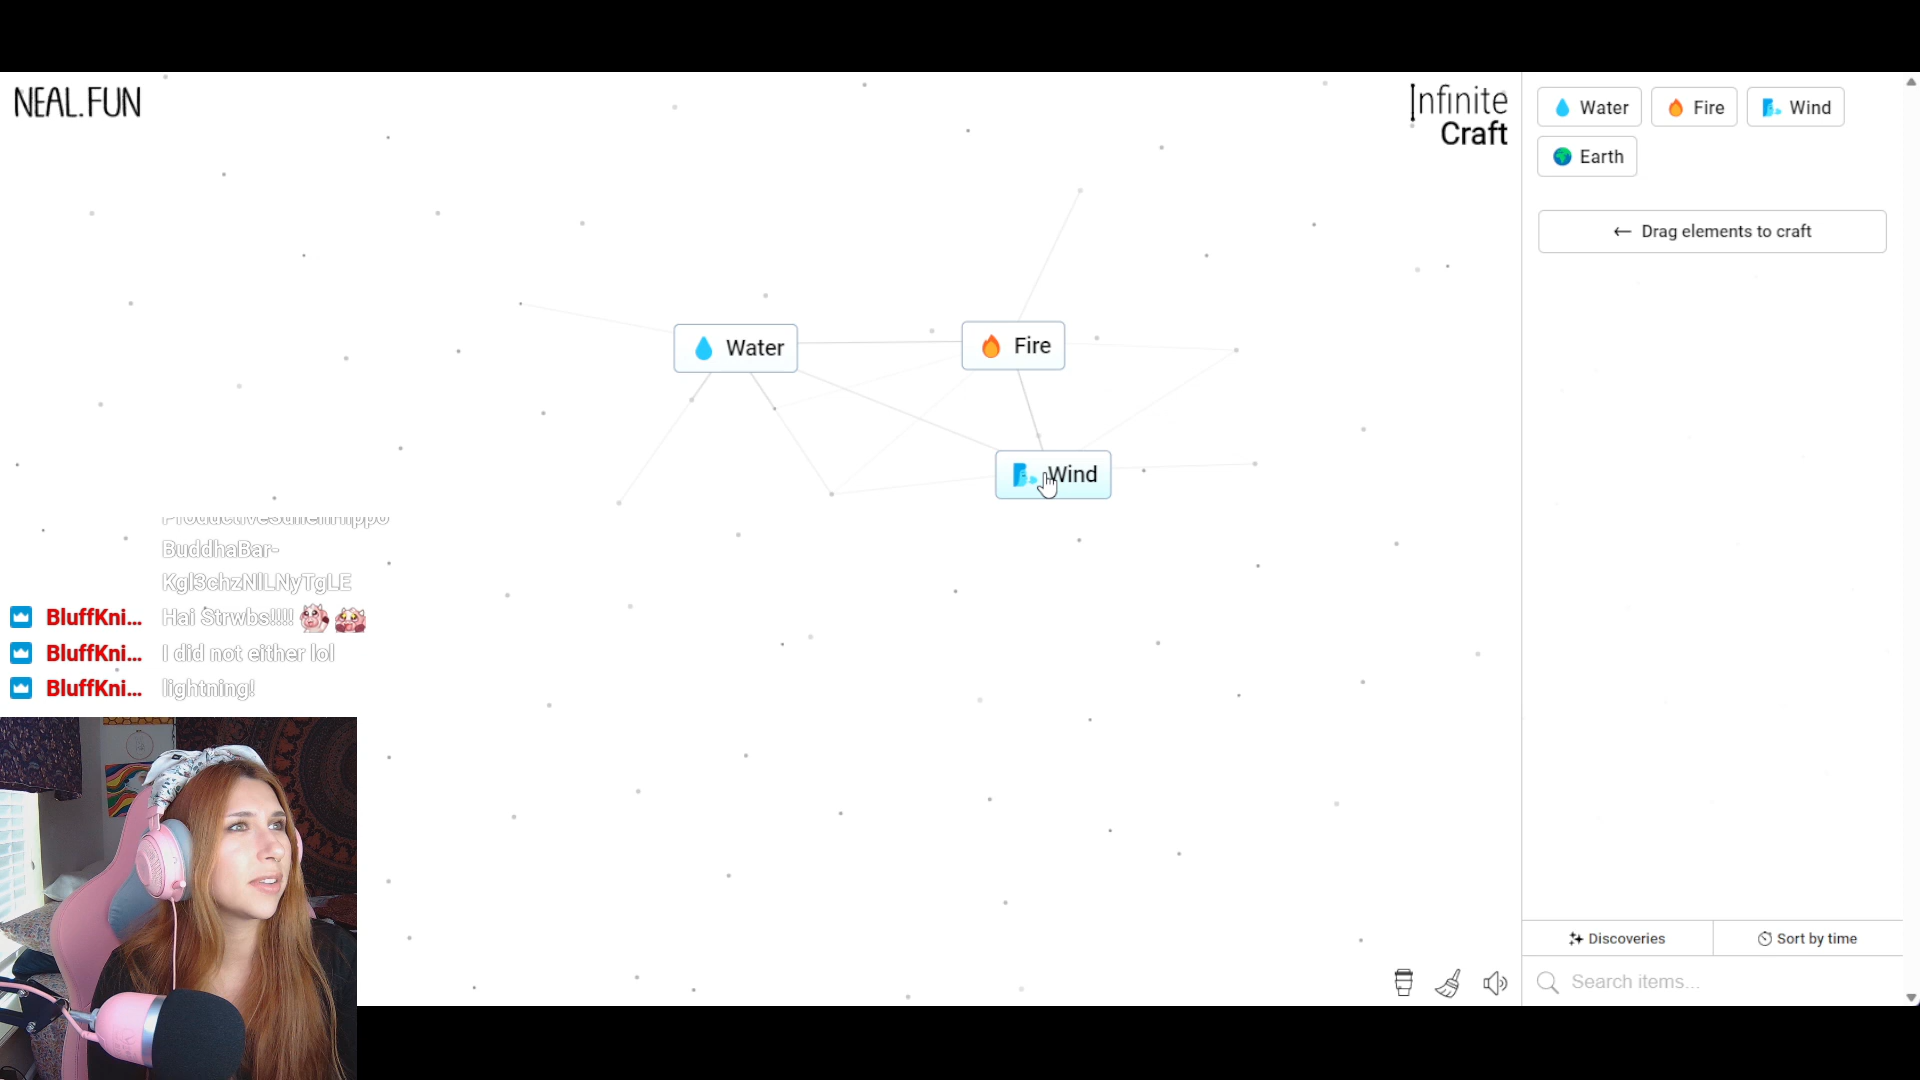 NEAL.FUN
Infinite
Craft
Water
Fire
Wind
Earth
← Drag elements to craft
Water
Fire
Wind
BuddhaBar-
BluffKni... Hai Strwbs!!!!
BluffKni... I did not either lol
BluffKni... lightning!
Discoveries
Sort by time
Search items...